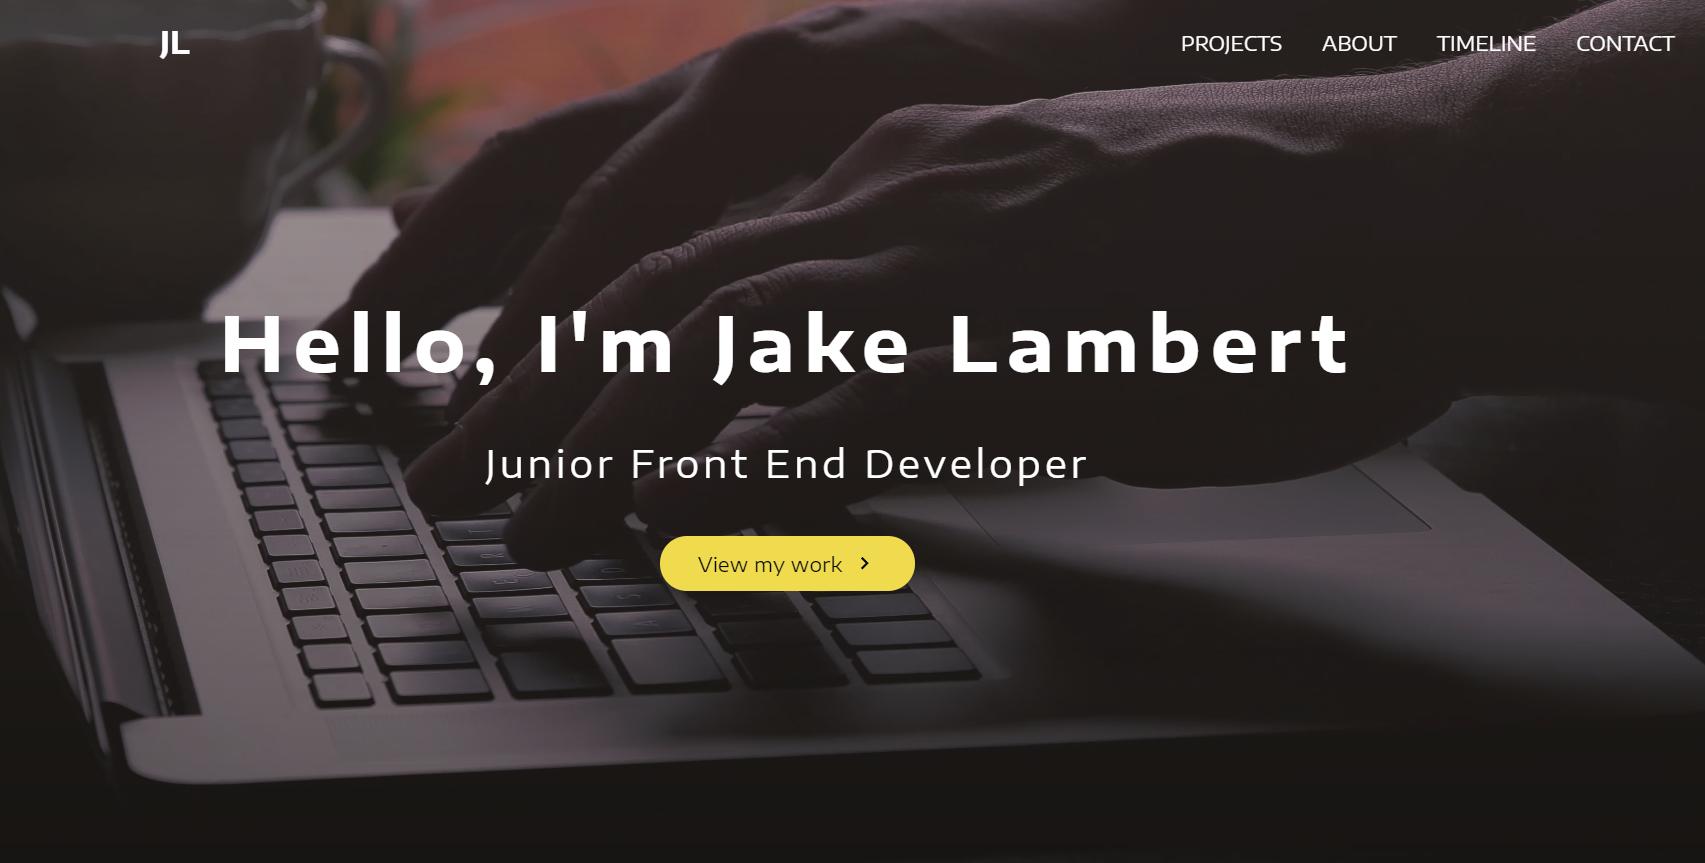 JL
PROJECTS ABOUT TIMELINE CONTACT
Hello, I'm Jake Lambert
Junior Front End Developer
View my work